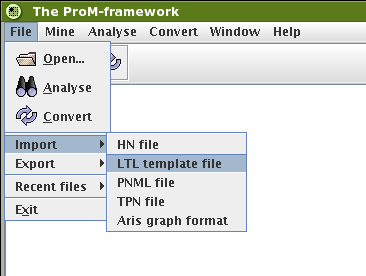 The ProM-framework
File Mine Analyse Convert Window Help
Open...
Analyse
Convert
Import
Export
Recent files
Exit
HN file
LTL template file
PNML file
TPN file
Aris graph format